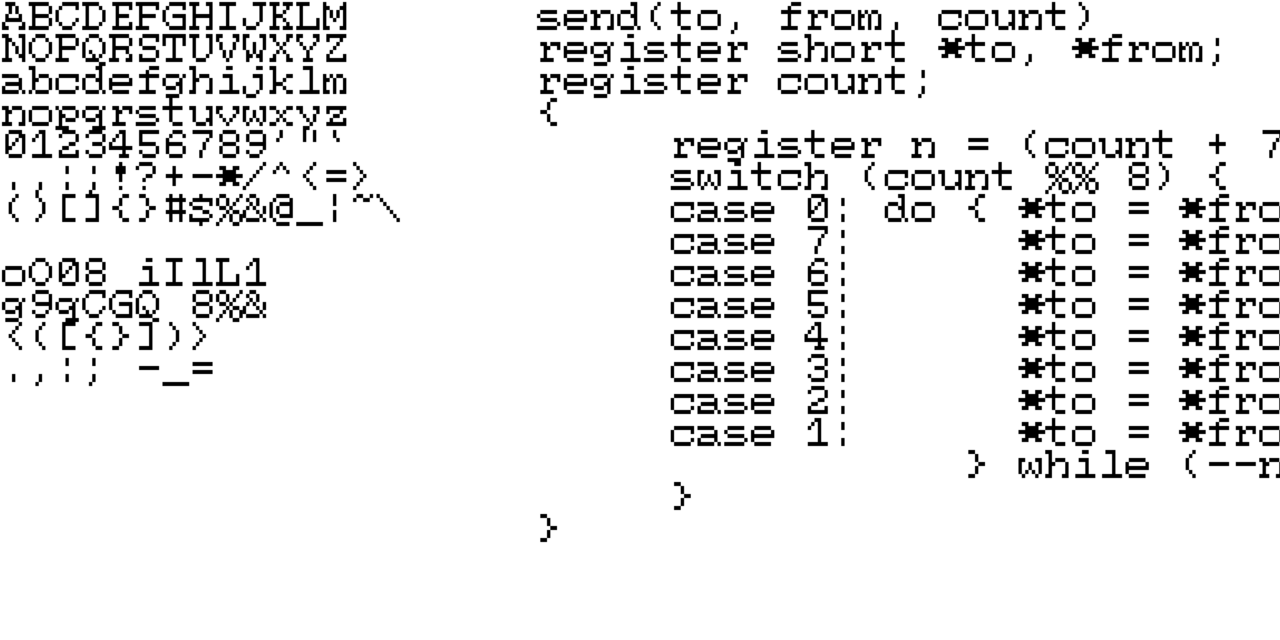 ABCDEFGHIJKLM
NOPQRSTUVWXYZ
abcdefghijklm
nopqrstuvwxyz
0123456789'"`
.,:;!?+-*/^<=>
()[]{}#$%&@_¦~\
oO08 iIlL1
g9qCGQ 8%&
<([{}])>
.,:; -_=
send(to, from, count)
register short *to, *from;
register count;
{
register n = (count + 7
switch (count %% 8) {
case 0: do { *to = *fro
case 7: *to = *fro
case 6: *to = *fro
case 5: *to = *fro
case 4: *to = *fro
case 3: *to = *fro
case 2: *to = *fro
case 1: *to = *fro
} while (--n
}
}